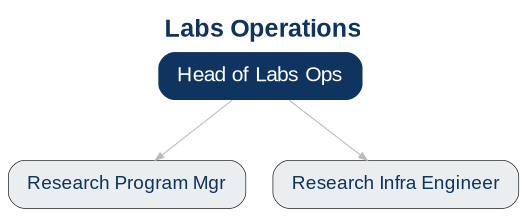 Labs Operations
Head of Labs Ops
Research Program Mgr
Research Infra Engineer